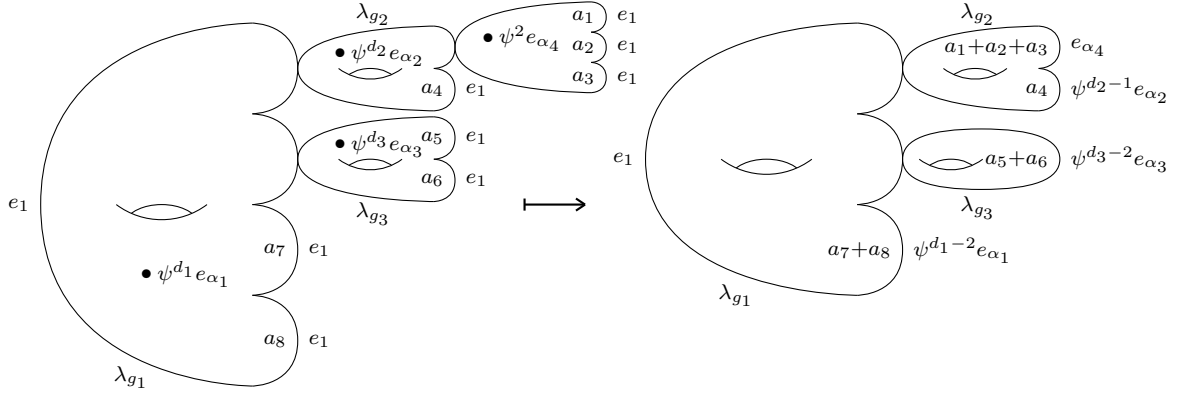 λ_{g_2}
a_1 e_1
ψ^{d_2} e_{α_2}
ψ^2 e_{α_4}
a_2 e_1
a_3 e_1
a_4 e_1
ψ^{d_3} e_{α_3}
a_5 e_1
a_6 e_1
λ_{g_3}
e_1
a_7 e_1
ψ^{d_1} e_{α_1}
a_8 e_1
λ_{g_1}
λ_{g_2}
a_1+a_2+a_3 e_{α_4}
a_4 ψ^{d_2-1} e_{α_2}
e_1
a_5+a_6 ψ^{d_3-2} e_{α_3}
λ_{g_3}
a_7+a_8 ψ^{d_1-2} e_{α_1}
λ_{g_1}